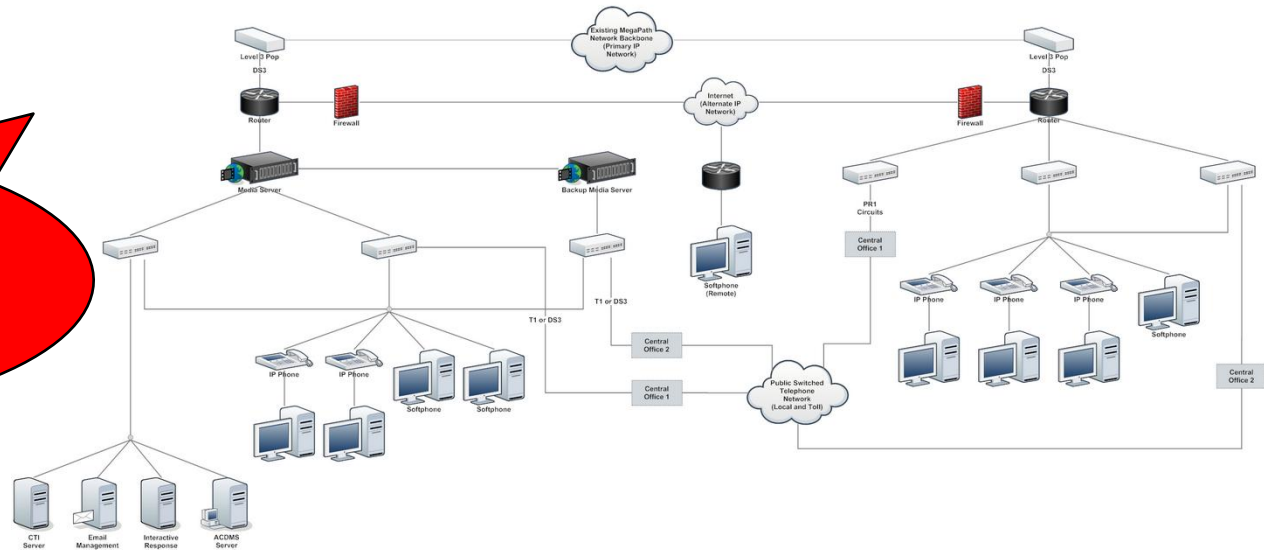 Existing MegaPath
Network Backbone
(Primary IP
Network)
Level 3 Pop
Level 3 Pop
DS3
DS3
Internet
(Alternate IP
Network)
Router
Firewall
Firewall
Router
Media Server
Backup Media Server
PR1
Circuits
Central
Office 1
Softphone
(Remote)
IP Phone
IP Phone
IP Phone
T1 or DS3
T1 or DS3
Softphone
Central
Office 2
IP Phone
IP Phone
Central
Office 2
Public Switched
Telephone
Network
(Local and Toll)
Central
Office 1
Softphone
Softphone
CTI
Server
Email
Management
Interactive
Response
ACDMS
Server